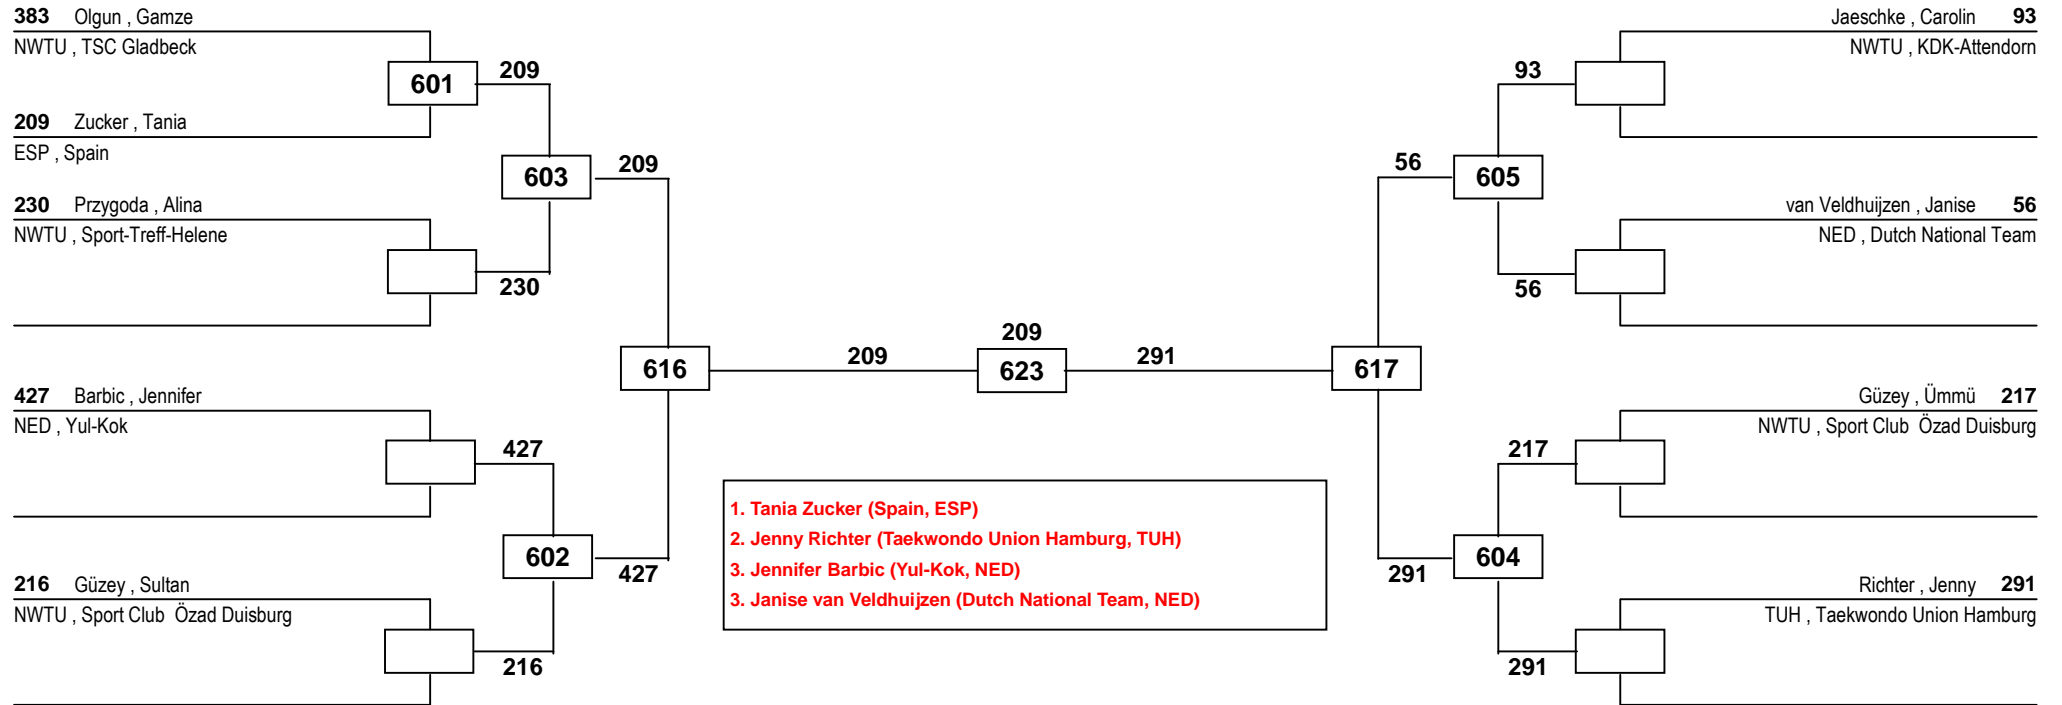 383 Olgun , Gamze
NWTU , TSC Gladbeck
601
209
209 Zucker , Tania
ESP , Spain
603
209
230 Przygoda , Alina
NWTU , Sport-Treff-Helene
230
616
209
427 Barbic , Jennifer
NED , Yul-Kok
427
602
427
216 Güzey , Sultan
NWTU , Sport Club Özad Duisburg
216
209
623
291
1. Tania Zucker (Spain, ESP)
2. Jenny Richter (Taekwondo Union Hamburg, TUH)
3. Jennifer Barbic (Yul-Kok, NED)
3. Janise van Veldhuijzen (Dutch National Team, NED)
Jaeschke , Carolin 93
NWTU , KDK-Attendorn
93
56
605
van Veldhuijzen , Janise 56
NED , Dutch National Team
56
617
Güzey , Ümmü 217
NWTU , Sport Club Özad Duisburg
217
604
291
Richter , Jenny 291
TUH , Taekwondo Union Hamburg
291